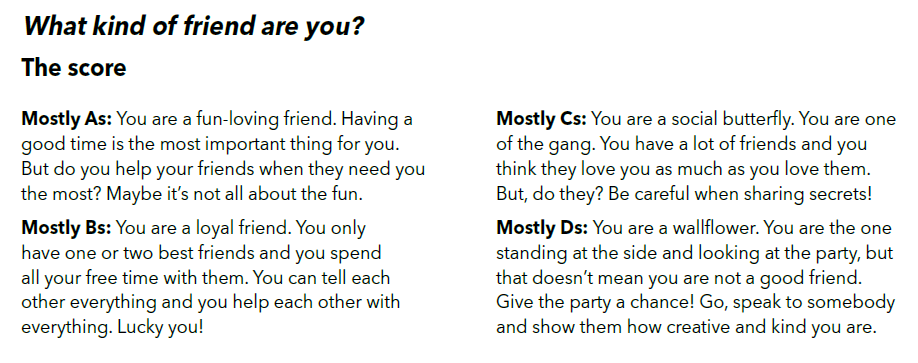 What kind of friend are you?
The score
Mostly As: You are a fun-loving friend. Having a
good time is the most important thing for you.
But do you help your friends when they need you
the most? Maybe it's not all about the fun.
Mostly Bs: You are a loyal friend. You only
have one or two best friends and you spend
all your free time with them. You can tell each
other everything and you help each other with
everything. Lucky you!
Mostly Cs: You are a social butterfly. You are one
of the gang. You have a lot of friends and you
think they love you as much as you love them.
But, do they? Be careful when sharing secrets!
Mostly Ds: You are a wallflower. You are the one
standing at the side and looking at the party, but
that doesn't mean you are not a good friend.
Give the party a chance! Go, speak to somebody
and show them how creative and kind you are.